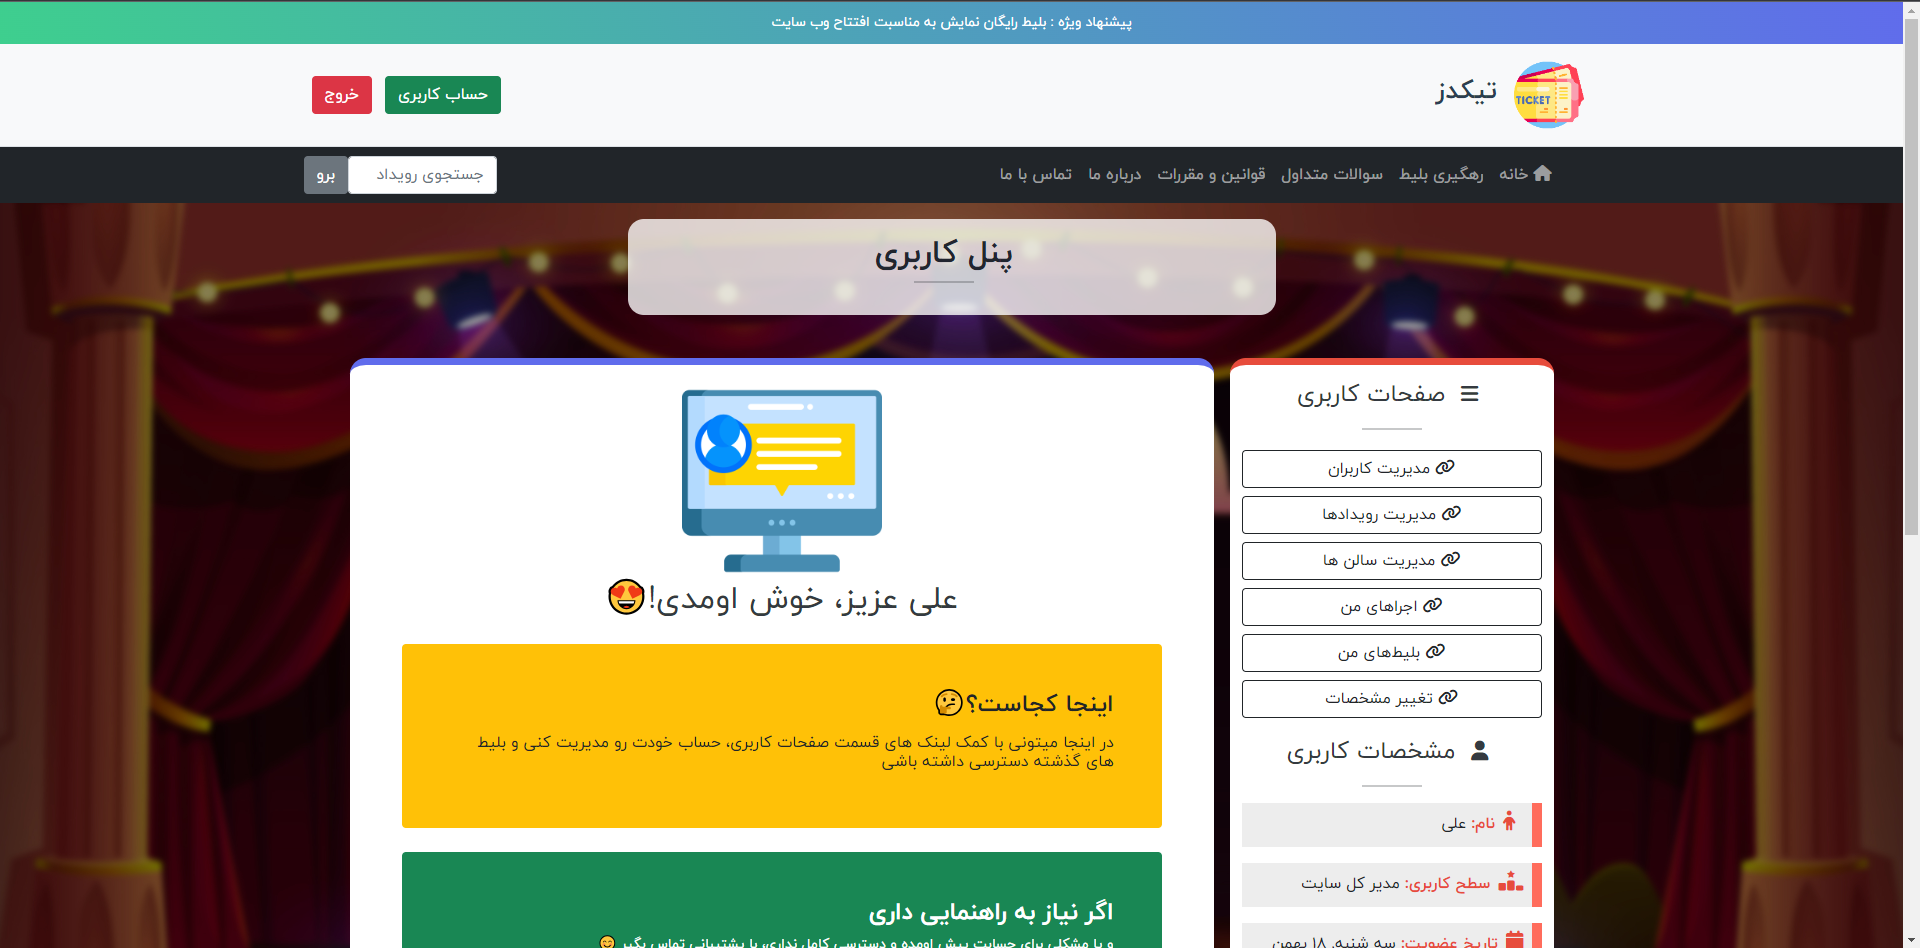 پیشنهاد ویژه : بلیط رایگان نمایش به مناسبت افتتاح وب سایت
TICKET
تیکدز
حساب کاربری
خروج
خانه
رهگیری بلیط
سوالات متداول
قوانین و مقررات
درباره ما
تماس با ما
جستجوی رویداد
برو
پنل کاربری
صفحات کاربری
مدیریت کاربران
مدیریت رویدادها
مدیریت سالن ها
اجراهای من
بلیط‌های من
تغییر مشخصات
مشخصات کاربری
نام: علی
سطح کاربری: مدیر کل سایت
تاریخ عضویت: سه شنبه, ۱۸ بهمن
علی عزیز، خوش اومدی!😍
اینجا کجاست؟🤔
در اینجا میتونی با کمک لینک های قسمت صفحات کاربری، حساب خودت رو مدیریت کنی و بلیط
های گذشته دسترسی داشته باشی
اگر نیاز به راهنمایی داری
و یا مشکلی برای حسابت پیش اومده و دسترسی کامل نداری، با پشتیبانی تماس بگیر 😊